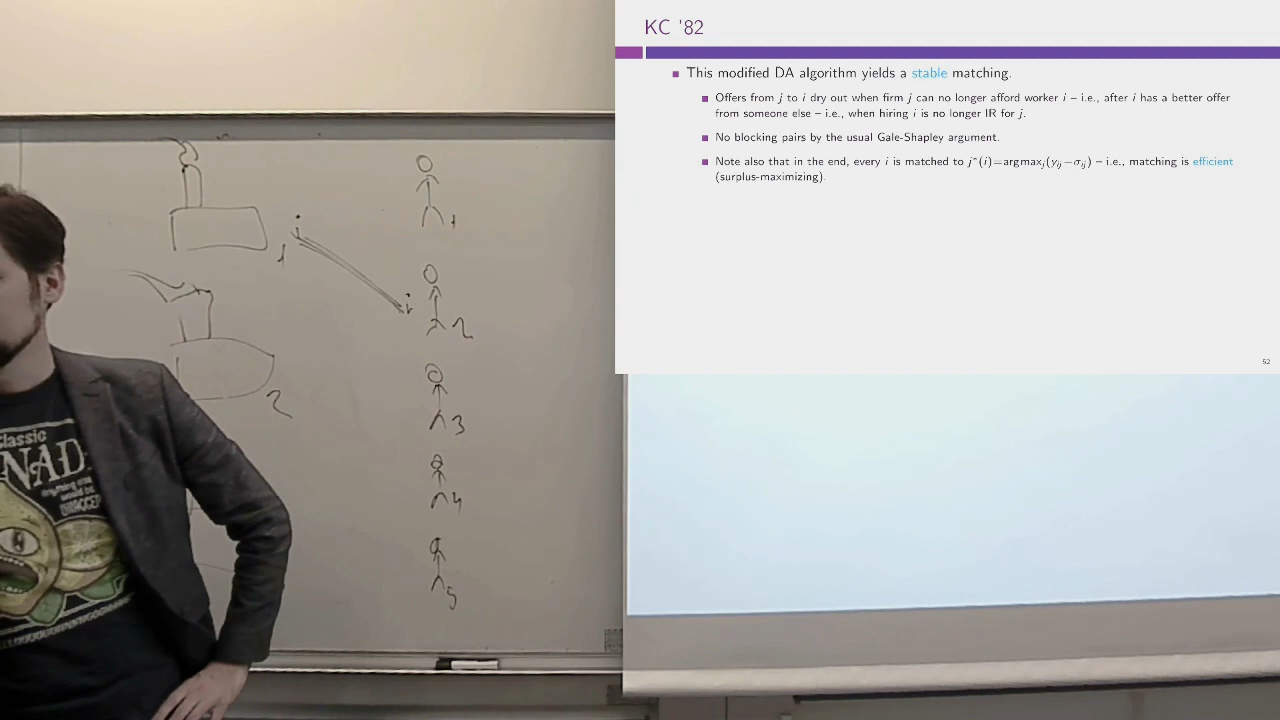 KC '82
This modified DA algorithm yields a stable matching.
Offers from j to i dry out when firm j can no longer afford worker i – i.e., after i has a better offer
from someone else – i.e., when hiring i is no longer IR for j.
No blocking pairs by the usual Gale-Shapley argument.
Note also that in the end, every i is matched to j*(i)=argmaxⱼ(yᵢⱼ−σᵢⱼ) – i.e., matching is efficient
(surplus-maximizing).
52
1
j
i
2
1
2
3
4
5
Classic
NAD